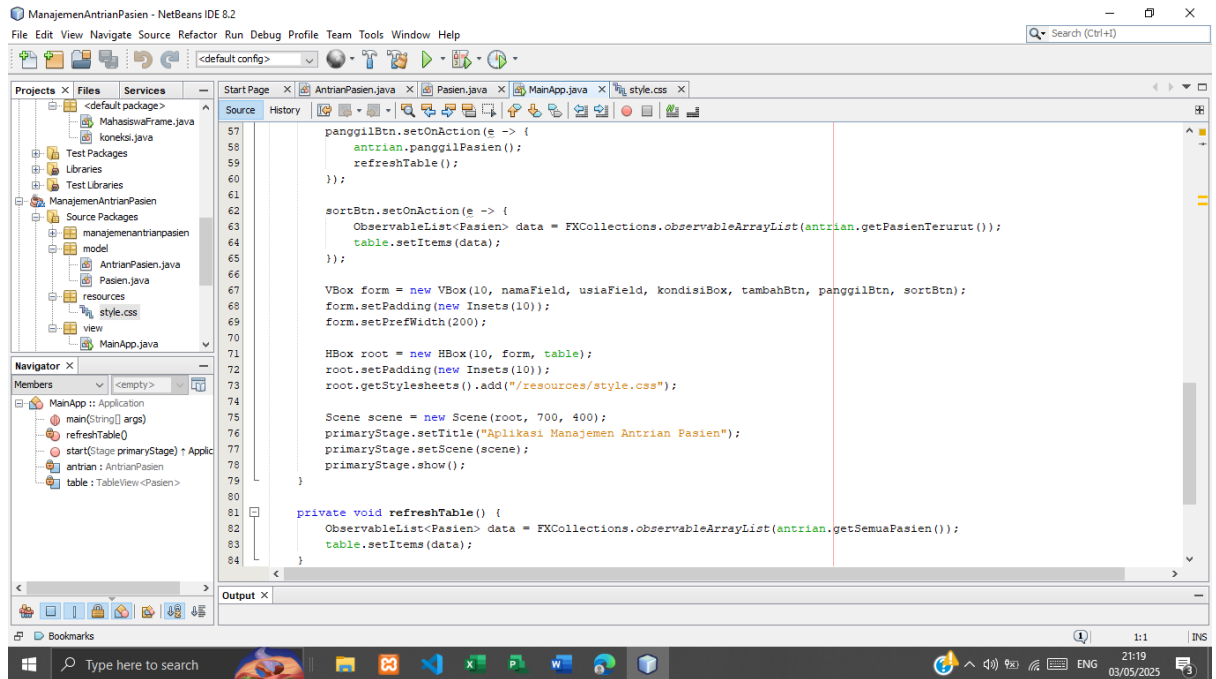 ManajemenAntrianPasien - NetBeans IDE 8.2
File Edit View Navigate Source Refactor Run Debug Profile Team Tools Window Help
Search (Ctrl+I)
<default config>
Projects Files Services
<default package>
MahasiswaFrame.java
koneksi.java
Test Packages
Libraries
Test Libraries
ManajemenAntrianPasien
Source Packages
manajemenantrianpasien
model
AntrianPasien.java
Pasien.java
resources
style.css
view
MainApp.java
Navigator
Members <empty>
MainApp :: Application
main(String[] args)
refreshTable()
start(Stage primaryStage) ↑ Applic
antrian : AntrianPasien
table : TableView<Pasien>
Start Page AntrianPasien.java Pasien.java MainApp.java style.css
Source History
57 panggilBtn.setOnAction(e -> {
58 antrian.panggilPasien();
59 refreshTable();
60 });
61
62 sortBtn.setOnAction(e -> {
63 ObservableList<Pasien> data = FXCollections.observableArrayList(antrian.getPasienTerurut());
64 table.setItems(data);
65 });
66
67 VBox form = new VBox(10, namaField, usiaField, kondisiBox, tambahBtn, panggilBtn, sortBtn);
68 form.setPadding(new Insets(10));
69 form.setPrefWidth(200);
70
71 HBox root = new HBox(10, form, table);
72 root.setPadding(new Insets(10));
73 root.getStylesheets().add("/resources/style.css");
74
75 Scene scene = new Scene(root, 700, 400);
76 primaryStage.setTitle("Aplikasi Manajemen Antrian Pasien");
77 primaryStage.setScene(scene);
78 primaryStage.show();
79 }
80
81 private void refreshTable() {
82 ObservableList<Pasien> data = FXCollections.observableArrayList(antrian.getSemuaPasien());
83 table.setItems(data);
84 }
Output
Bookmarks
1
1:1
INS
Type here to search
ENG
21:19
03/05/2025
3